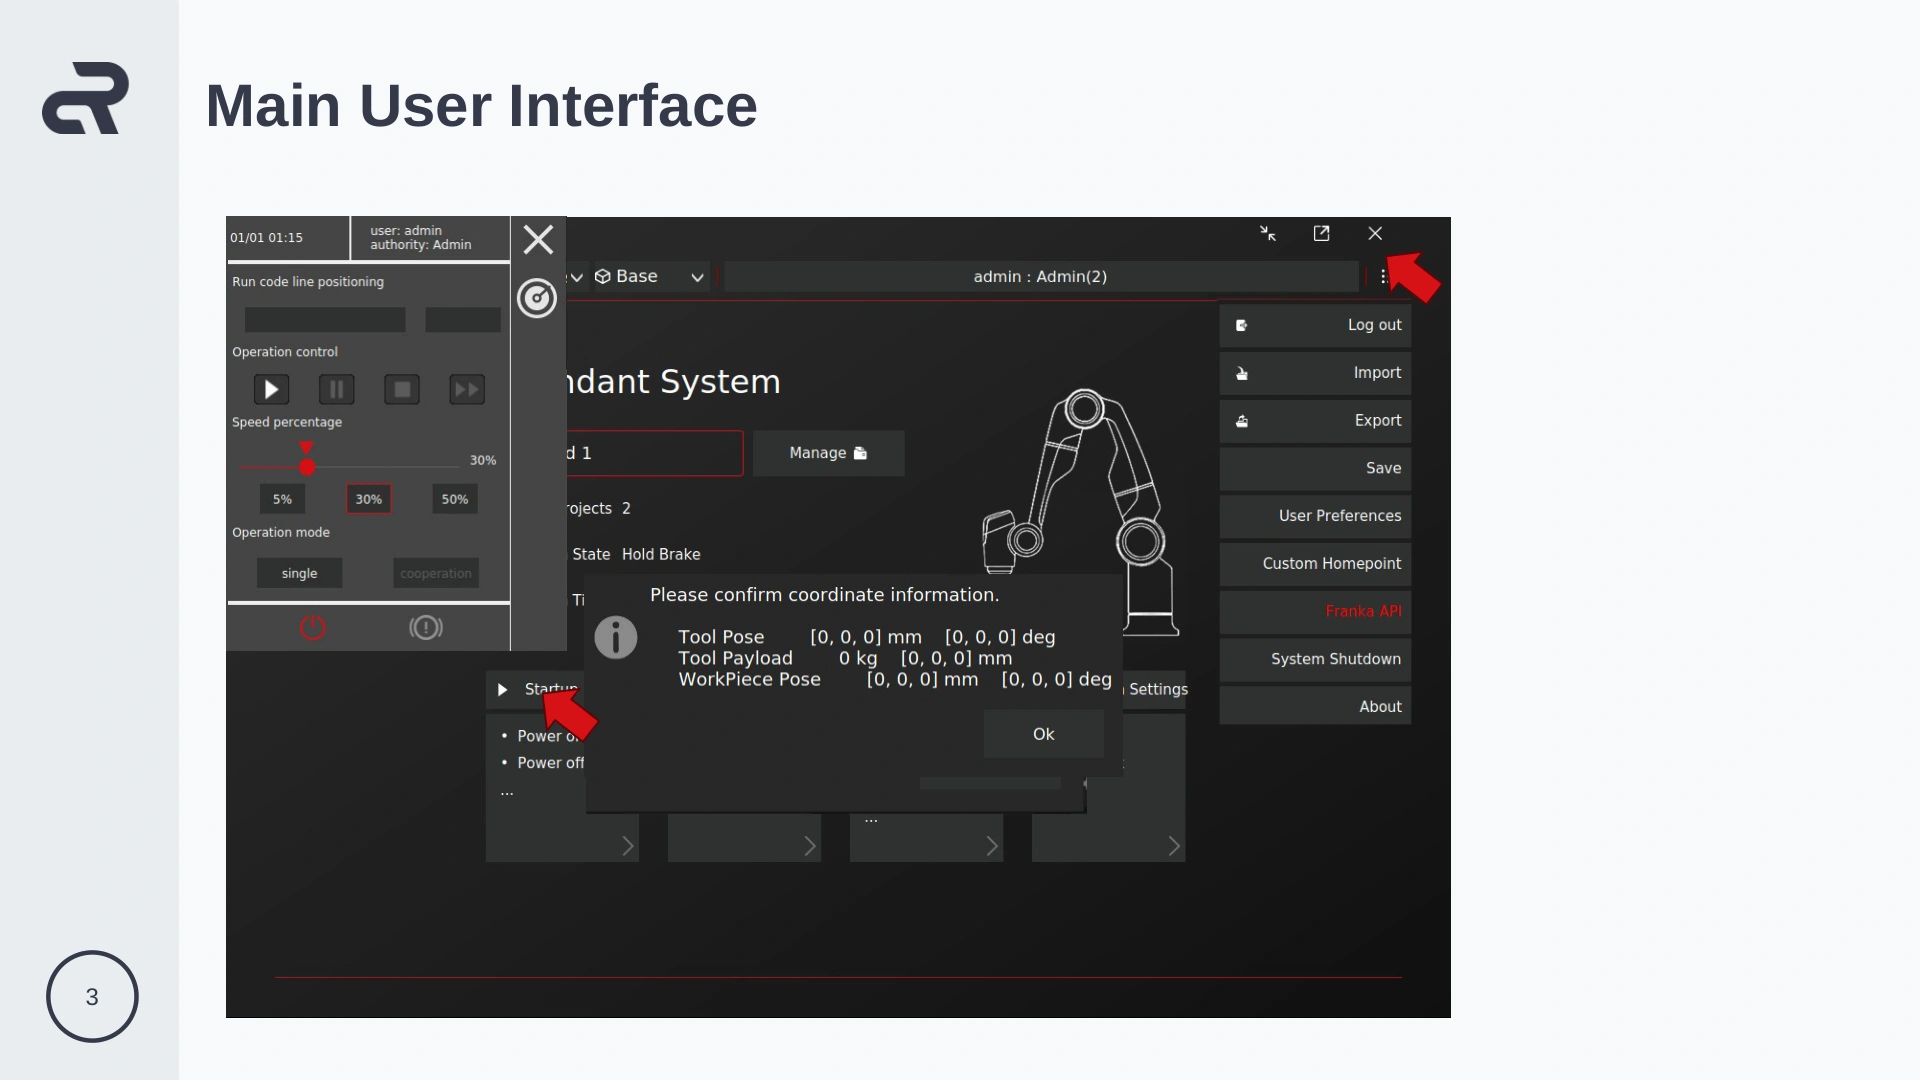 Main User Interface
01/01 01:15
user: admin
authority: Admin
Run code line positioning
Operation control
Speed percentage
30%
5%
30%
50%
Operation mode
single
cooperation
Base
admin : Admin(2)
ndant System
d 1
Manage
rojects 2
State Hold Brake
Ti
Log out
Import
Export
Save
User Preferences
Custom Homepoint
Franka API
System Shutdown
About
Please confirm coordinate information.
Tool Pose [0, 0, 0] mm [0, 0, 0] deg
Tool Payload 0 kg [0, 0, 0] mm
WorkPiece Pose [0, 0, 0] mm [0, 0, 0] deg
Ok
Startup
Settings
• Power o
• Power off
...
...
3